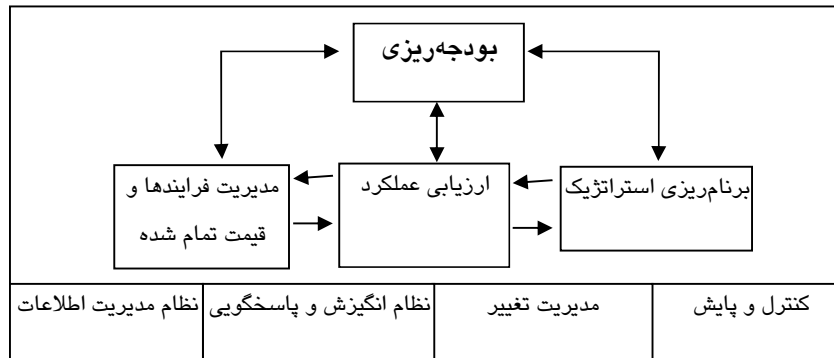 بودجه‌ریزی
برنام‌ریزی استراتژیک
ارزیابی عملکرد
مدیریت فرایندها و
قیمت تمام شده
کنترل و پایش
مدیریت تغییر
نظام انگیزش و پاسخگویی
نظام مدیریت اطلاعات